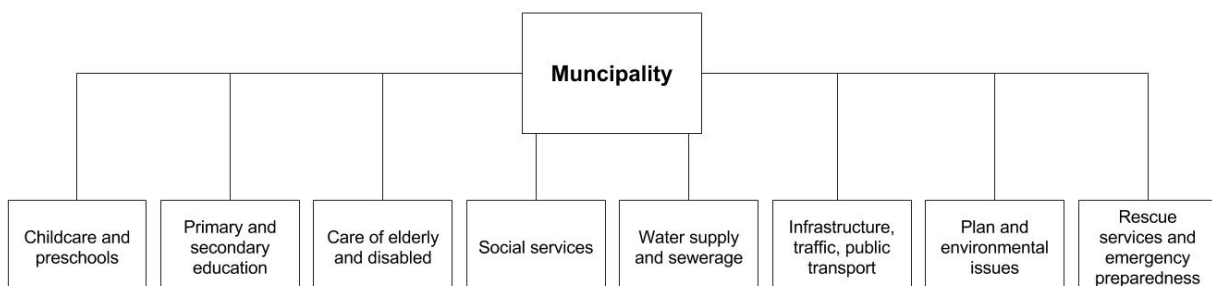 Muncipality
Childcare and
preschools
Primary and
secondary
education
Care of elderly
and disabled
Social services
Water supply
and sewerage
Infrastructure,
traffic, public
transport
Plan and
environmental
issues
Rescue
services and
emergency
preparedness